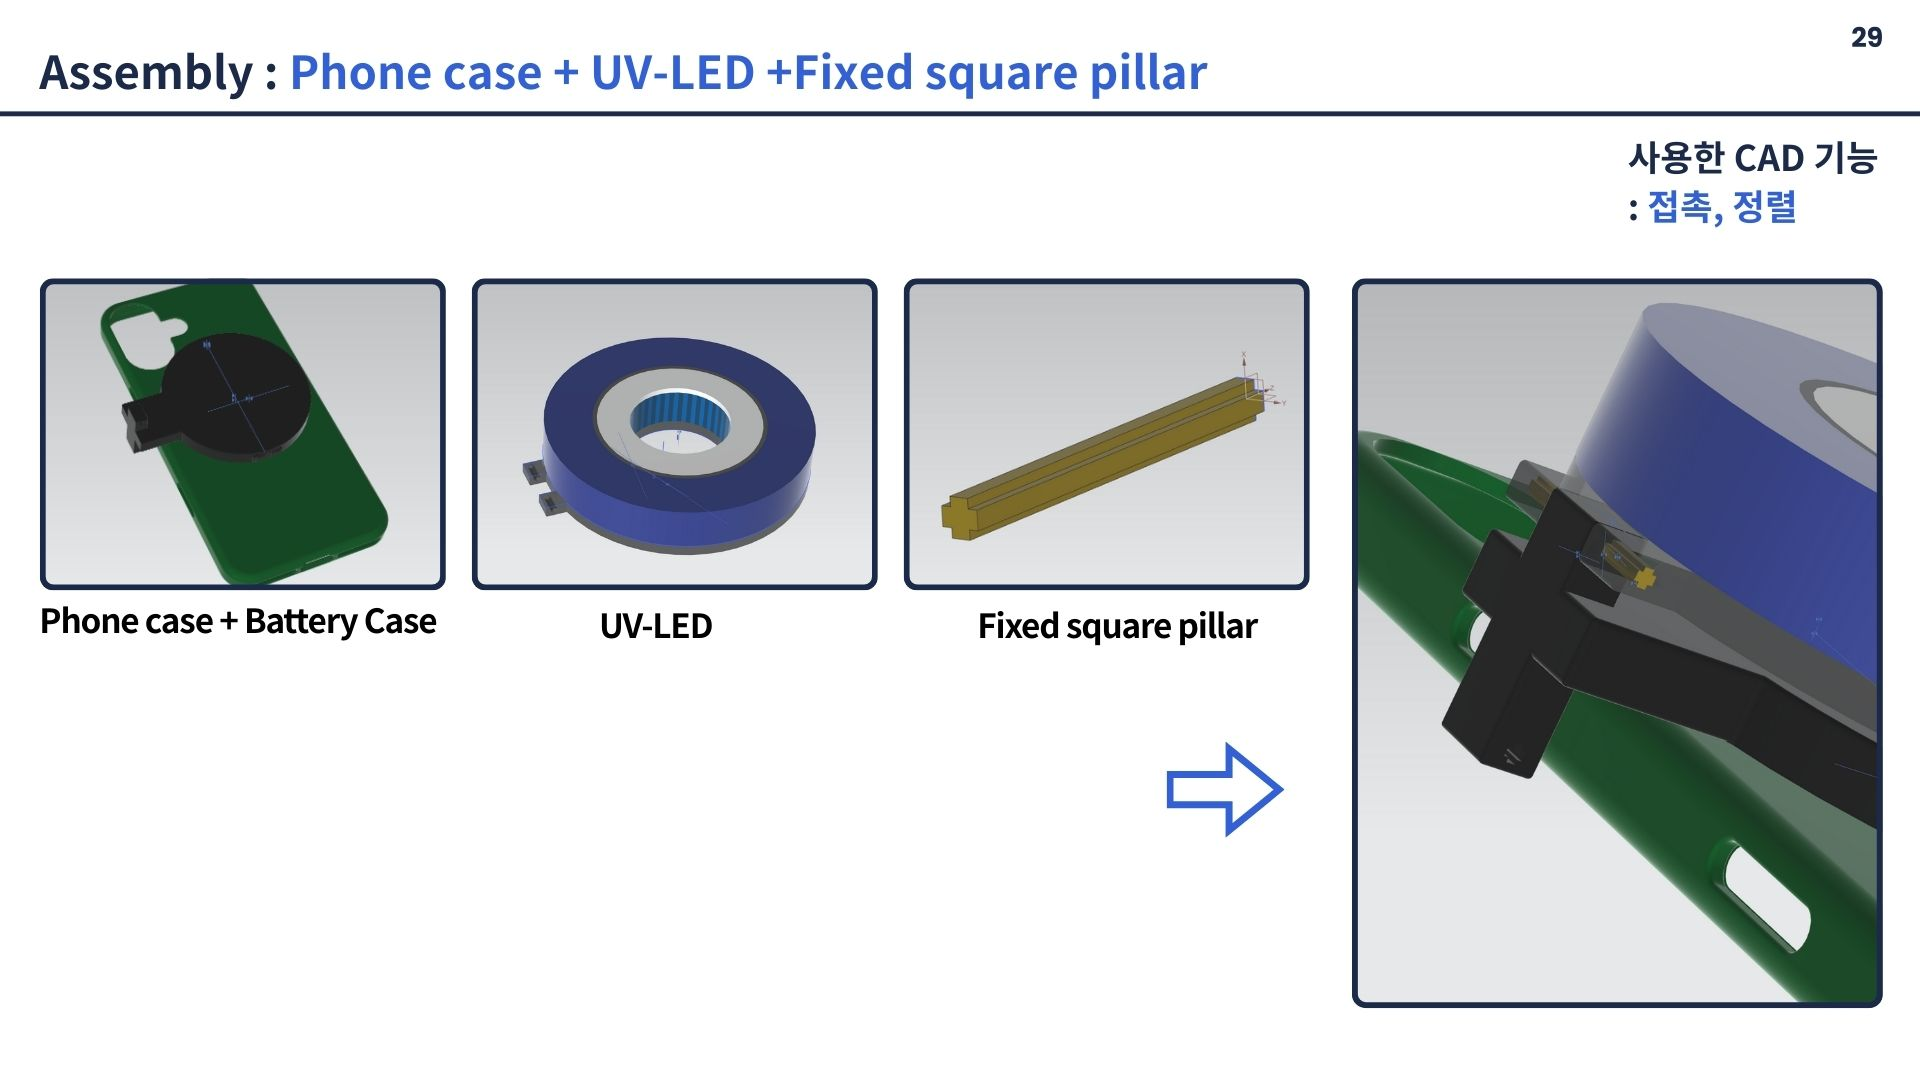 29
Assembly : Phone case + UV-LED +Fixed square pillar
사용한 CAD 기능
: 접촉, 정렬
Phone case + Battery Case
UV-LED
Fixed square pillar